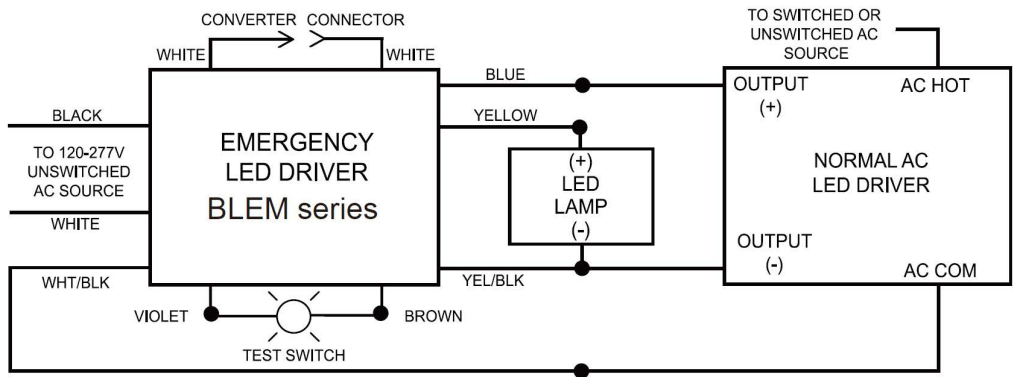 CONVERTER CONNECTOR
WHITE WHITE
TO SWITCHED OR
UNSWITCHED AC
SOURCE
BLACK
TO 120-277V
UNSWITCHED
AC SOURCE
WHITE
WHT/BLK
EMERGENCY
LED DRIVER
BLEM series
VIOLET
BROWN
TEST SWITCH
BLUE
YELLOW
YEL/BLK
(+)
LED
LAMP
(-)
OUTPUT
(+)
AC HOT
NORMAL AC
LED DRIVER
OUTPUT
(-)
AC COM